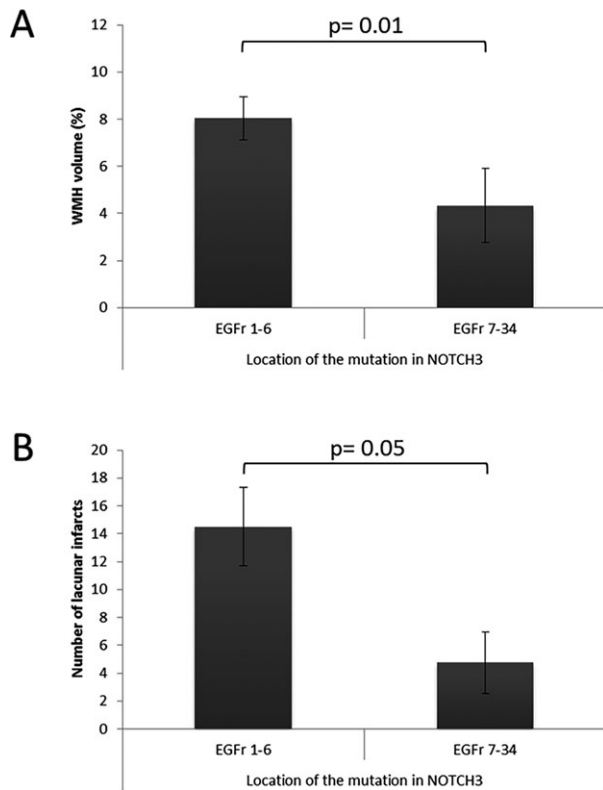 A
p= 0.01
WMH volume (%)
12
10
8
6
4
2
0
EGFr 1-6 EGFr 7-34
Location of the mutation in NOTCH3
B
p= 0.05
Number of lacunar infarcts
20
18
16
14
12
10
8
6
4
2
0
EGFr 1-6 EGFr 7-34
Location of the mutation in NOTCH3